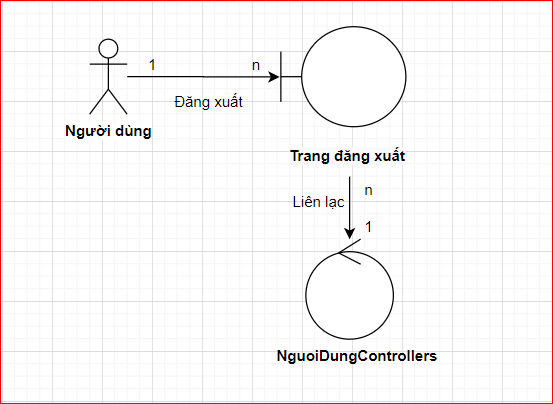 1
n
Đăng xuất
Người dùng
Trang đăng xuất
n
Liên lạc
1
NguoiDungControllers